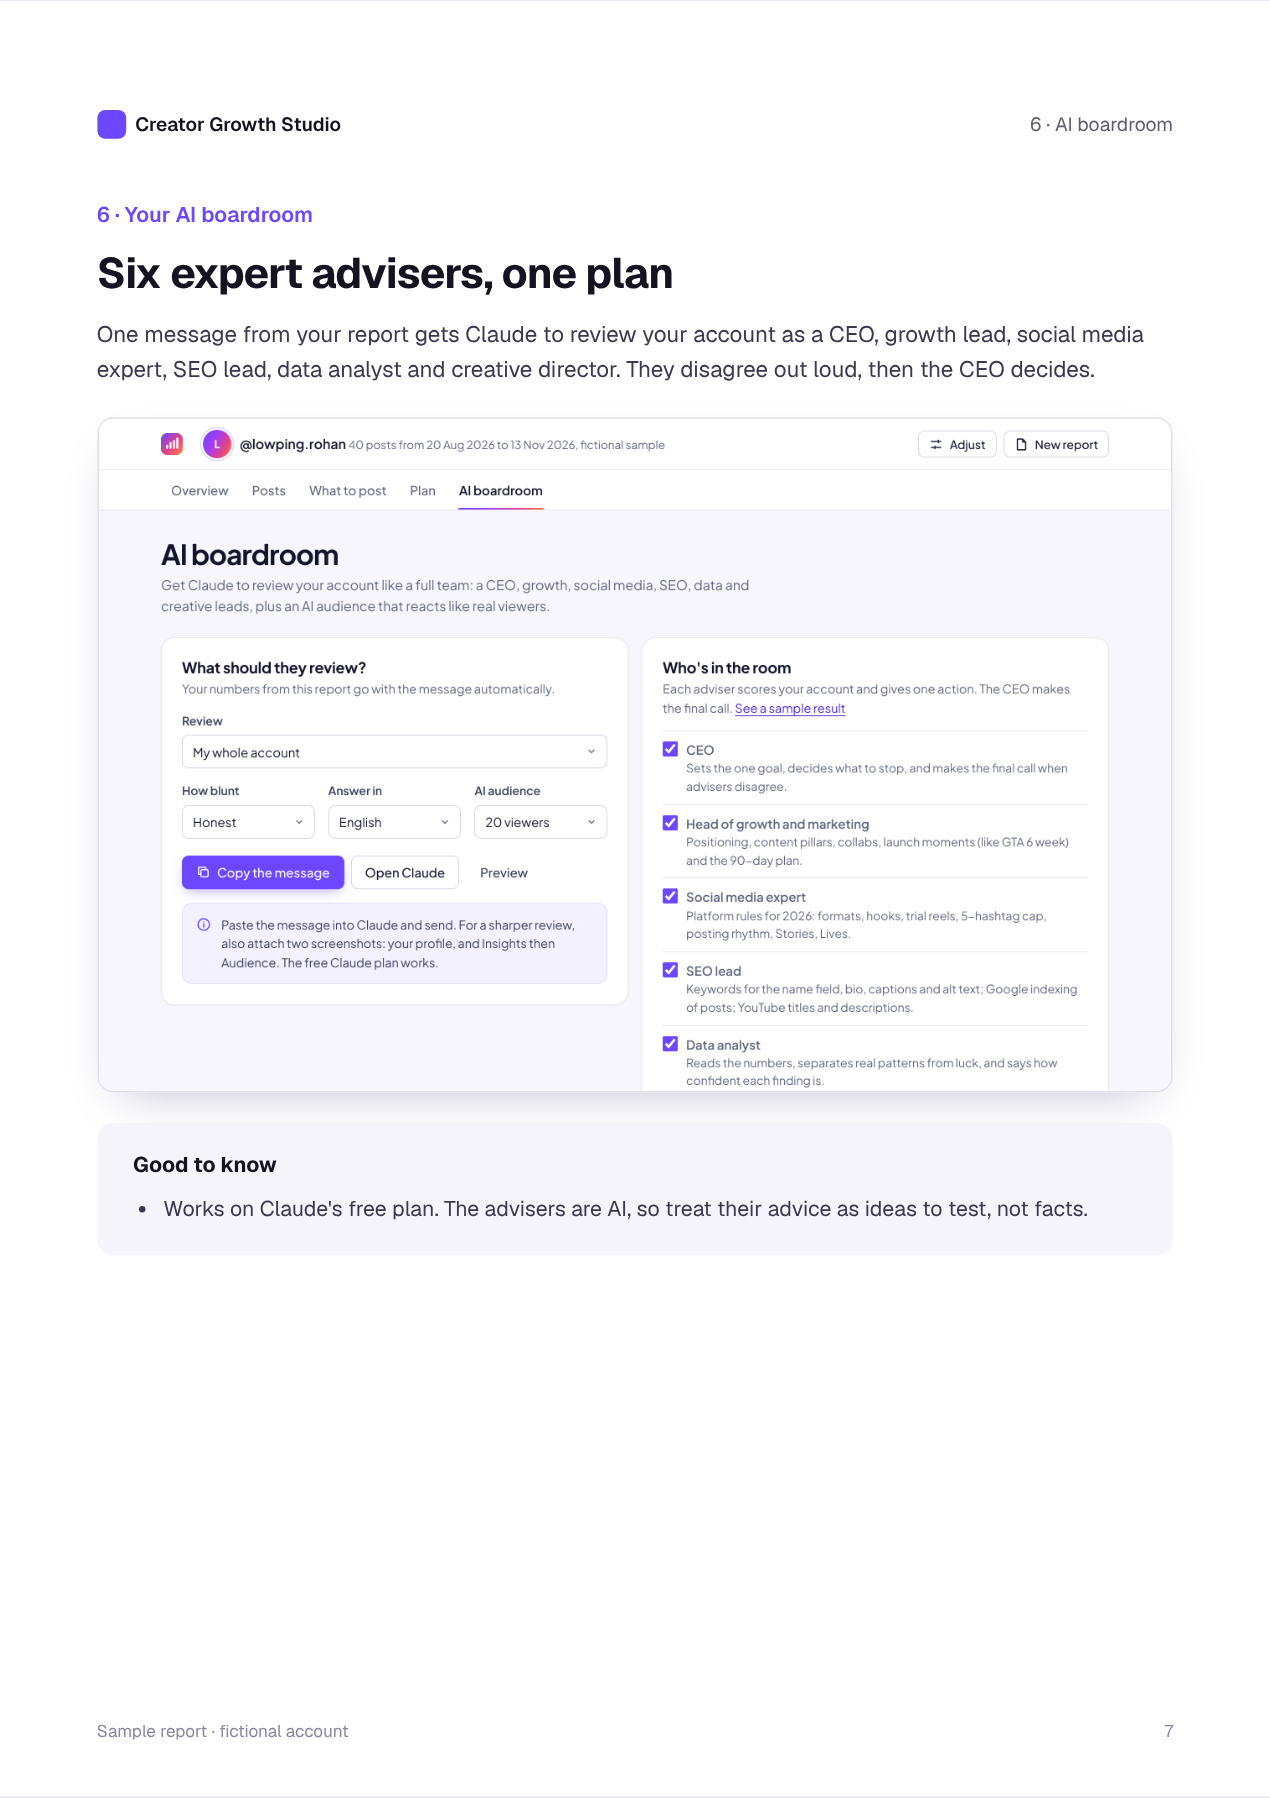 Creator Growth Studio
6 · AI boardroom
6 · Your AI boardroom
Six expert advisers, one plan
One message from your report gets Claude to review your account as a CEO, growth lead, social media
expert, SEO lead, data analyst and creative director. They disagree out loud, then the CEO decides.
L
@lowping.rohan 40 posts from 20 Aug 2026 to 13 Nov 2026, fictional sample
Adjust
New report
Overview
Posts
What to post
Plan
AI boardroom
AI boardroom
Get Claude to review your account like a full team: a CEO, growth, social media, SEO, data and
creative leads, plus an AI audience that reacts like real viewers.
What should they review?
Your numbers from this report go with the message automatically.
Review
My whole account
How blunt
Answer in
AI audience
Honest
English
20 viewers
Copy the message
Open Claude
Preview
Paste the message into Claude and send. For a sharper review,
also attach two screenshots: your profile, and Insights then
Audience. The free Claude plan works.
Who's in the room
Each adviser scores your account and gives one action. The CEO makes
the final call. See a sample result
CEO
Sets the one goal, decides what to stop, and makes the final call when
advisers disagree.
Head of growth and marketing
Positioning, content pillars, collabs, launch moments (like GTA 6 week)
and the 90-day plan.
Social media expert
Platform rules for 2026: formats, hooks, trial reels, 5-hashtag cap,
posting rhythm, Stories, Lives.
SEO lead
Keywords for the name field, bio, captions and alt text; Google indexing
of posts; YouTube titles and descriptions.
Data analyst
Reads the numbers, separates real patterns from luck, and says how
confident each finding is.
Good to know
• Works on Claude's free plan. The advisers are AI, so treat their advice as ideas to test, not facts.
Sample report · fictional account
7